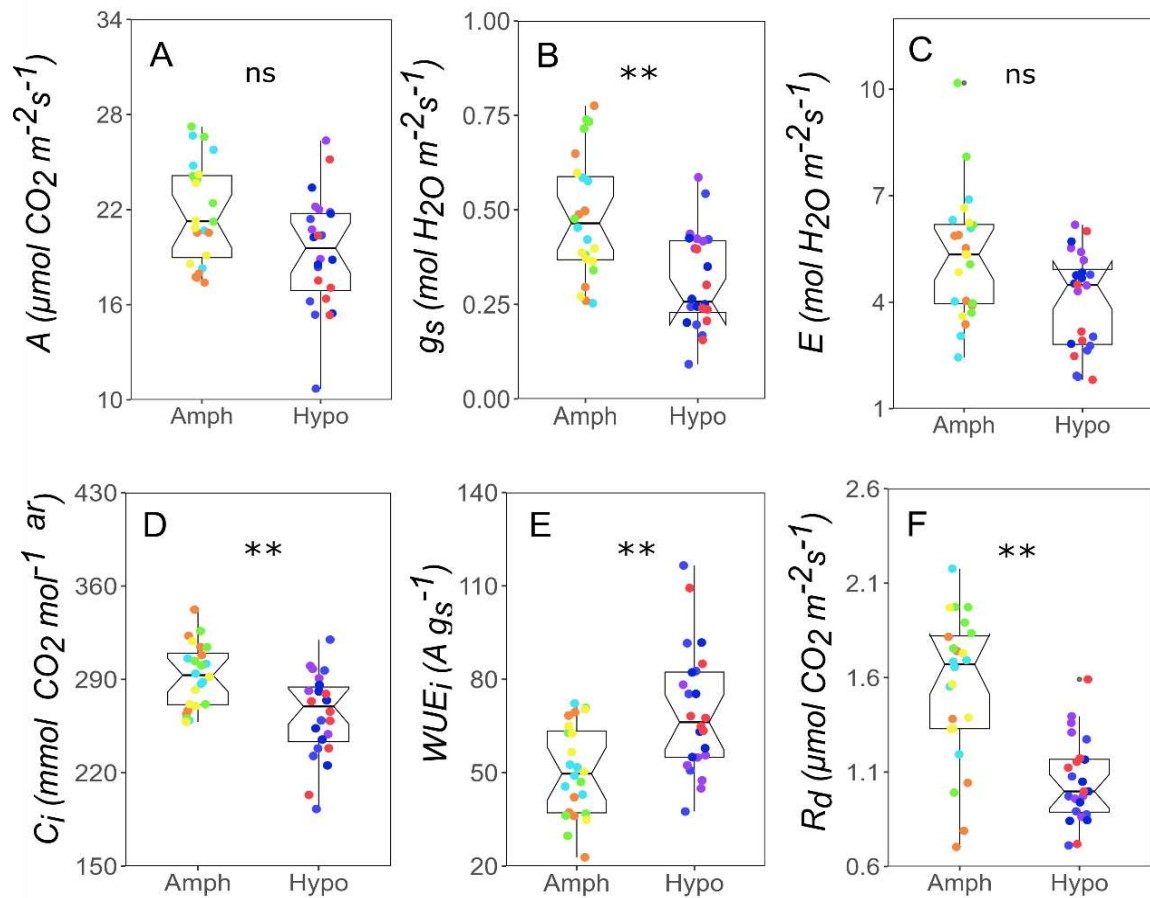 A (µmol CO2 m-2s-1)
34
28
22
16
10
A
ns
Amph Hypo
gs (mol H2O m-2s-1)
1.00
0.75
0.50
0.25
0.00
B
**
Amph Hypo
E (mol H2O m-2s-1)
10
7
4
1
C
ns
Amph Hypo
Ci (mmol CO2 mol-1 ar)
430
360
290
220
150
D
**
Amph Hypo
WUEi (A gs-1)
140
110
80
50
20
E
**
Amph Hypo
Rd (µmol CO2 m-2s-1)
2.6
2.1
1.6
1.1
0.6
F
**
Amph Hypo